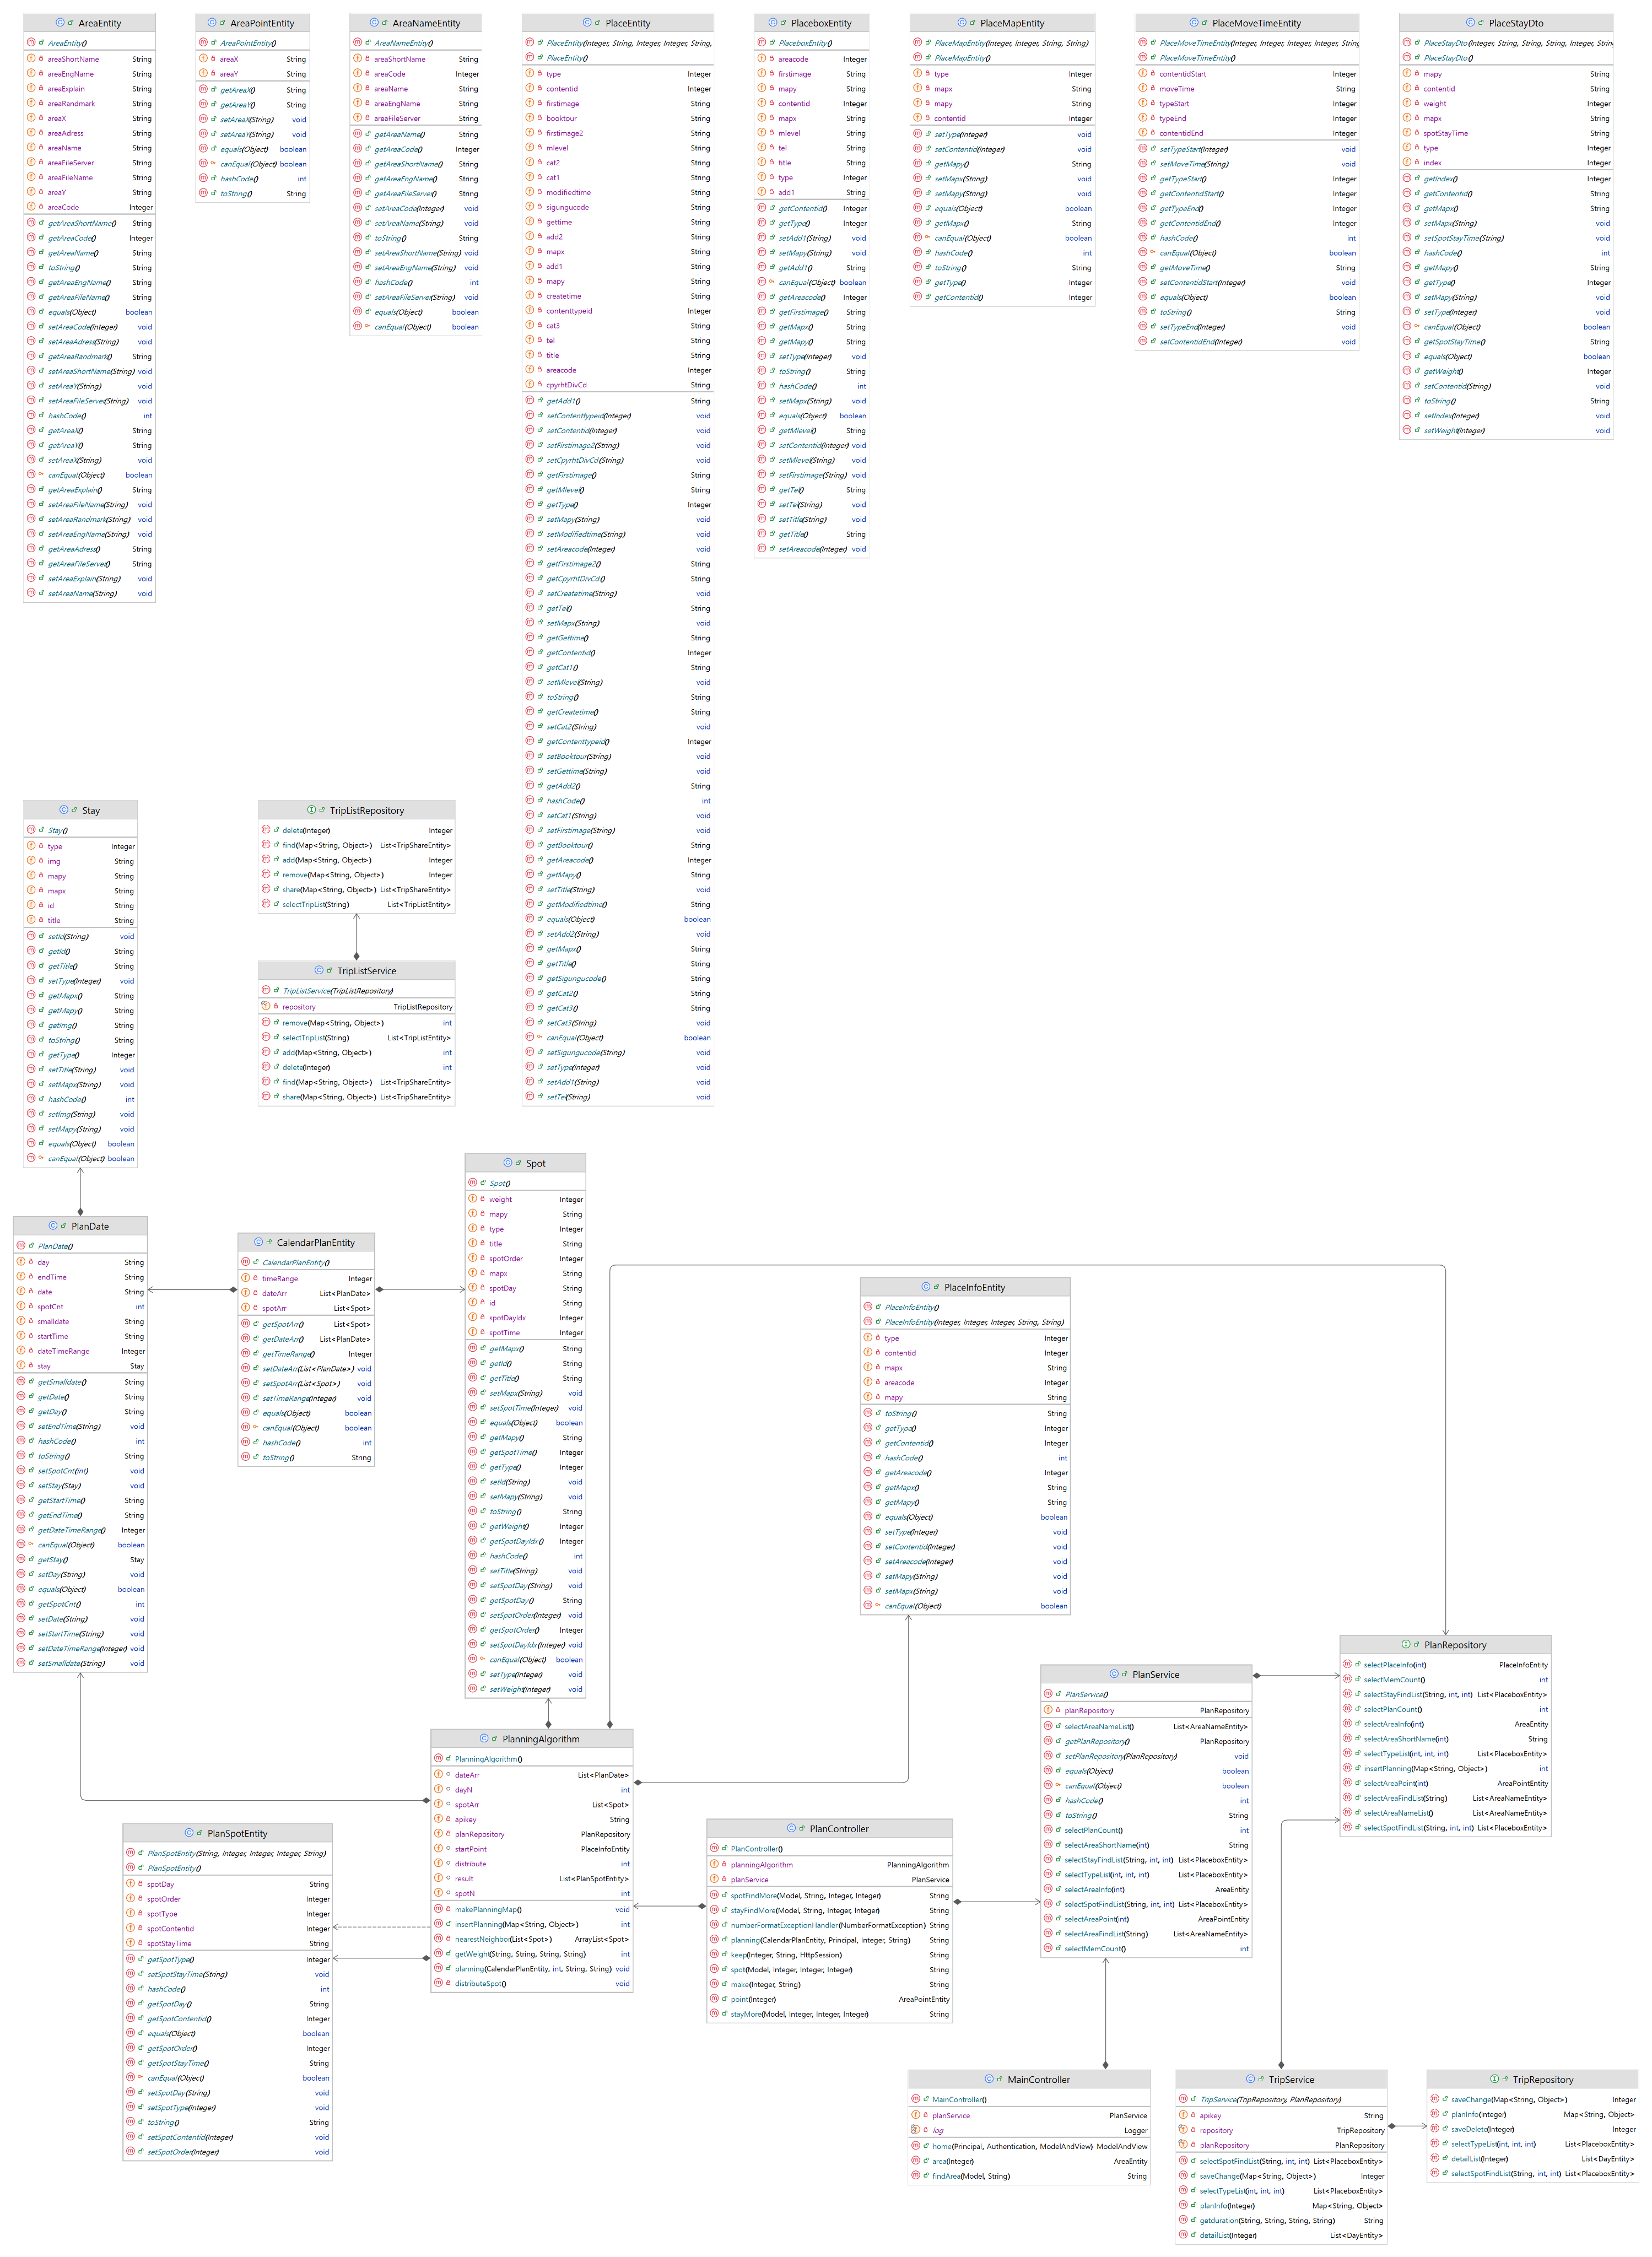 AreaEntity
AreaEntity()
areaShortName String
areaEngName String
areaExplain String
areaRandmark String
areaX String
areaAdress String
areaName String
areaFileServer String
areaFileName String
areaY String
areaCode Integer
getAreaShortName() String
getAreaCode() Integer
getAreaName() String
toString() String
getAreaEngName() String
getAreaFileName() String
equals(Object) boolean
setAreaCode(Integer) void
setAreaAdress(String) void
getAreaRandmark() String
setAreaShortName(String) void
setAreaY(String) void
setAreaFileServer(String) void
hashCode() int
getAreaX() String
getAreaY() String
setAreaX(String) void
canEqual(Object) boolean
getAreaExplain() String
setAreaFileName(String) void
setAreaRandmark(String) void
setAreaEngName(String) void
getAreaAdress() String
getAreaFileServer() String
setAreaExplain(String) void
setAreaName(String) void
AreaPointEntity
AreaPointEntity()
areaX String
areaY String
getAreaX() String
getAreaY() String
setAreaX(String) void
setAreaY(String) void
equals(Object) boolean
canEqual(Object) boolean
hashCode() int
toString() String
AreaNameEntity
AreaNameEntity()
areaShortName String
areaCode Integer
areaName String
areaEngName String
areaFileServer String
getAreaName() String
getAreaCode() Integer
getAreaShortName() String
getAreaEngName() String
getAreaFileServer() String
setAreaCode(Integer) void
setAreaName(String) void
toString() String
setAreaShortName(String) void
setAreaEngName(String) void
hashCode() int
setAreaFileServer(String) void
equals(Object) boolean
canEqual(Object) boolean
PlaceEntity
PlaceEntity(Integer, String, Integer, Integer, String,
PlaceEntity()
type Integer
contentid Integer
firstimage String
booktour String
firstimage2 String
mlevel String
cat2 String
cat1 String
modifiedtime String
sigungucode String
gettime String
add2 String
mapx String
add1 String
mapy String
createtime String
contenttypeid Integer
cat3 String
tel String
title String
areacode Integer
cpyrhtDivCd String
getAdd1() String
setContenttypeid(Integer) void
setContentid(Integer) void
setFirstimage2(String) void
setCpyrhtDivCd(String) void
getFirstimage() String
getMlevel() String
getType() Integer
setMapy(String) void
setModifiedtime(String) void
setAreacode(Integer) void
getFirstimage2() String
getCpyrhtDivCd() String
setCreatetime(String) void
getTel() String
setMapx(String) void
getGettime() String
getContentid() Integer
getCat1() String
setMlevel(String) void
toString() String
getCreatetime() String
setCat2(String) void
getContenttypeid() Integer
setBooktour(String) void
setGettime(String) void
getAdd2() String
hashCode() int
setCat1(String) void
setFirstimage(String) void
getBooktour() String
getAreacode() Integer
getMapy() String
setTitle(String) void
getModifiedtime() String
equals(Object) boolean
setAdd2(String) void
getMapx() String
getTitle() String
getSigungucode() String
getCat2() String
getCat3() String
setCat3(String) void
canEqual(Object) boolean
setSigungucode(String) void
setType(Integer) void
setAdd1(String) void
setTel(String) void
PlaceboxEntity
PlaceboxEntity()
areacode Integer
firstimage String
mapy String
contentid Integer
mapx String
mlevel String
tel String
title String
type Integer
add1 String
getContentid() Integer
getType() Integer
setAdd1(String) void
setMapy(String) void
getAdd1() String
canEqual(Object) boolean
getAreacode() Integer
getFirstimage() String
getMapx() String
getMapy() String
setType(Integer) void
toString() String
hashCode() int
setMapx(String) void
equals(Object) boolean
getMlevel() String
setContentid(Integer) void
setMlevel(String) void
setFirstimage(String) void
getTel() String
setTel(String) void
setTitle(String) void
getTitle() String
setAreacode(Integer) void
PlaceMapEntity
PlaceMapEntity(Integer, Integer, String, String)
PlaceMapEntity()
type Integer
mapx String
mapy String
contentid Integer
setType(Integer) void
setContentid(Integer) void
getMapy() String
setMapx(String) void
setMapy(String) void
equals(Object) boolean
getMapx() String
canEqual(Object) boolean
hashCode() int
toString() String
getType() Integer
getContentid() Integer
PlaceMoveTimeEntity
PlaceMoveTimeEntity(Integer, Integer, Integer, Integer, String
PlaceMoveTimeEntity()
contentidStart Integer
moveTime String
typeStart Integer
typeEnd Integer
contentidEnd Integer
setTypeStart(Integer) void
setMoveTime(String) void
getTypeStart() Integer
getContentidStart() Integer
getTypeEnd() Integer
getContentidEnd() Integer
hashCode() int
canEqual(Object) boolean
getMoveTime() String
setContentidStart(Integer) void
equals(Object) boolean
toString() String
setTypeEnd(Integer) void
setContentidEnd(Integer) void
PlaceStayDto
PlaceStayDto(Integer, String, String, String, Integer, String
PlaceStayDto()
mapy String
contentid String
weight Integer
mapx String
spotStayTime String
type Integer
index Integer
getIndex() Integer
getContentid() String
getMapx() String
setMapx(String) void
setSpotStayTime(String) void
hashCode() int
getMapy() String
getType() Integer
setMapy(String) void
setType(Integer) void
canEqual(Object) boolean
getSpotStayTime() String
equals(Object) boolean
getWeight() Integer
setContentid(String) void
toString() String
setIndex(Integer) void
setWeight(Integer) void
Stay
Stay()
type Integer
img String
mapy String
mapx String
id String
title String
setId(String) void
getId() String
getTitle() String
setType(Integer) void
getMapx() String
getMapy() String
getImg() String
toString() String
getType() Integer
setTitle(String) void
setMapx(String) void
hashCode() int
setImg(String) void
setMapy(String) void
equals(Object) boolean
canEqual(Object) boolean
TripListRepository
delete(Integer) Integer
find(Map<String, Object>) List<TripShareEntity>
add(Map<String, Object>) Integer
remove(Map<String, Object>) Integer
share(Map<String, Object>) List<TripShareEntity>
selectTripList(String) List<TripListEntity>
TripListService
TripListService(TripListRepository)
repository TripListRepository
remove(Map<String, Object>) int
selectTripList(String) List<TripListEntity>
add(Map<String, Object>) int
delete(Integer) int
find(Map<String, Object>) List<TripShareEntity>
share(Map<String, Object>) List<TripShareEntity>
PlanDate
PlanDate()
day String
endTime String
date String
spotCnt int
smalldate String
startTime String
dateTimeRange Integer
stay Stay
getSmalldate() String
getDate() String
getDay() String
setEndTime(String) void
hashCode() int
toString() String
setSpotCnt(int) void
setStay(Stay) void
getStartTime() String
getEndTime() String
getDateTimeRange() Integer
canEqual(Object) boolean
getStay() Stay
setDay(String) void
equals(Object) boolean
getSpotCnt() int
setDate(String) void
setStartTime(String) void
setDateTimeRange(Integer) void
setSmalldate(String) void
CalendarPlanEntity
CalendarPlanEntity()
timeRange Integer
dateArr List<PlanDate>
spotArr List<Spot>
getSpotArr() List<Spot>
getDateArr() List<PlanDate>
getTimeRange() Integer
setDateArr(List<PlanDate>) void
setSpotArr(List<Spot>) void
setTimeRange(Integer) void
equals(Object) boolean
canEqual(Object) boolean
hashCode() int
toString() String
Spot
Spot()
weight Integer
mapy String
type Integer
title String
spotOrder Integer
mapx String
spotDay String
id String
spotDayIdx Integer
spotTime Integer
getMapx() String
getId() String
getTitle() String
setMapx(String) void
setSpotTime(Integer) void
equals(Object) boolean
getMapy() String
getSpotTime() Integer
getType() Integer
setId(String) void
setMapy(String) void
toString() String
getWeight() Integer
getSpotDayIdx() Integer
hashCode() int
setTitle(String) void
setSpotDay(String) void
getSpotDay() String
setSpotOrder(Integer) void
getSpotOrder() Integer
setSpotDayIdx(Integer) void
canEqual(Object) boolean
setType(Integer) void
setWeight(Integer) void
PlaceInfoEntity
PlaceInfoEntity()
PlaceInfoEntity(Integer, Integer, Integer, String, String)
type Integer
contentid Integer
mapx String
areacode Integer
mapy String
toString() String
getType() Integer
getContentid() Integer
hashCode() int
getAreacode() Integer
getMapx() String
getMapy() String
equals(Object) boolean
setType(Integer) void
setContentid(Integer) void
setAreacode(Integer) void
setMapy(String) void
setMapx(String) void
canEqual(Object) boolean
PlanRepository
selectPlaceInfo(int) PlaceInfoEntity
selectMemCount() int
selectStayFindList(String, int, int) List<PlaceboxEntity>
selectPlanCount() int
selectAreaInfo(int) AreaEntity
selectAreaShortName(int) String
selectTypeList(int, int, int) List<PlaceboxEntity>
insertPlanning(Map<String, Object>) int
selectAreaPoint(int) AreaPointEntity
selectAreaFindList(String) List<AreaNameEntity>
selectAreaNameList() List<AreaNameEntity>
selectSpotFindList(String, int, int) List<PlaceboxEntity>
PlanService
PlanService()
planRepository PlanRepository
selectAreaNameList() List<AreaNameEntity>
getPlanRepository() PlanRepository
setPlanRepository(PlanRepository) void
equals(Object) boolean
canEqual(Object) boolean
hashCode() int
toString() String
selectPlanCount() int
selectAreaShortName(int) String
selectStayFindList(String, int, int) List<PlaceboxEntity>
selectTypeList(int, int, int) List<PlaceboxEntity>
selectAreaInfo(int) AreaEntity
selectSpotFindList(String, int, int) List<PlaceboxEntity>
selectAreaPoint(int) AreaPointEntity
selectAreaFindList(String) List<AreaNameEntity>
selectMemCount() int
PlanningAlgorithm
PlanningAlgorithm()
dateArr List<PlanDate>
dayN int
spotArr List<Spot>
apikey String
planRepository PlanRepository
startPoint PlaceInfoEntity
distribute int
result List<PlanSpotEntity>
spotN int
makePlanningMap() void
insertPlanning(Map<String, Object>) int
nearestNeighbor(List<Spot>) ArrayList<Spot>
getWeight(String, String, String, String) int
planning(CalendarPlanEntity, int, String, String) void
distributeSpot() void
PlanSpotEntity
PlanSpotEntity(String, Integer, Integer, Integer, String)
PlanSpotEntity()
spotDay String
spotOrder Integer
spotType Integer
spotContentid Integer
spotStayTime String
getSpotType() Integer
setSpotStayTime(String) void
hashCode() int
getSpotDay() String
getSpotContentid() Integer
equals(Object) boolean
getSpotOrder() Integer
getSpotStayTime() String
canEqual(Object) boolean
setSpotDay(String) void
setSpotType(Integer) void
toString() String
setSpotContentid(Integer) void
setSpotOrder(Integer) void
PlanController
PlanController()
planningAlgorithm PlanningAlgorithm
planService PlanService
spotFindMore(Model, String, Integer, Integer) String
stayFindMore(Model, String, Integer, Integer) String
numberFormatExceptionHandler(NumberFormatException) String
planning(CalendarPlanEntity, Principal, Integer, String) String
keep(Integer, String, HttpSession) String
spot(Model, Integer, Integer, Integer) String
make(Integer, String) String
point(Integer) AreaPointEntity
stayMore(Model, Integer, Integer, Integer) String
MainController
MainController()
planService PlanService
log Logger
home(Principal, Authentication, ModelAndView) ModelAndView
area(Integer) AreaEntity
findArea(Model, String) String
TripService
TripService(TripRepository, PlanRepository)
apikey String
repository TripRepository
planRepository PlanRepository
selectSpotFindList(String, int, int) List<PlaceboxEntity>
saveChange(Map<String, Object>) Integer
selectTypeList(int, int, int) List<PlaceboxEntity>
planInfo(Integer) Map<String, Object>
getduration(String, String, String, String) String
detailList(Integer) List<DayEntity>
TripRepository
saveChange(Map<String, Object>) Integer
planInfo(Integer) Map<String, Object>
saveDelete(Integer) Integer
selectTypeList(int, int, int) List<PlaceboxEntity>
detailList(Integer) List<DayEntity>
selectSpotFindList(String, int, int) List<PlaceboxEntity>